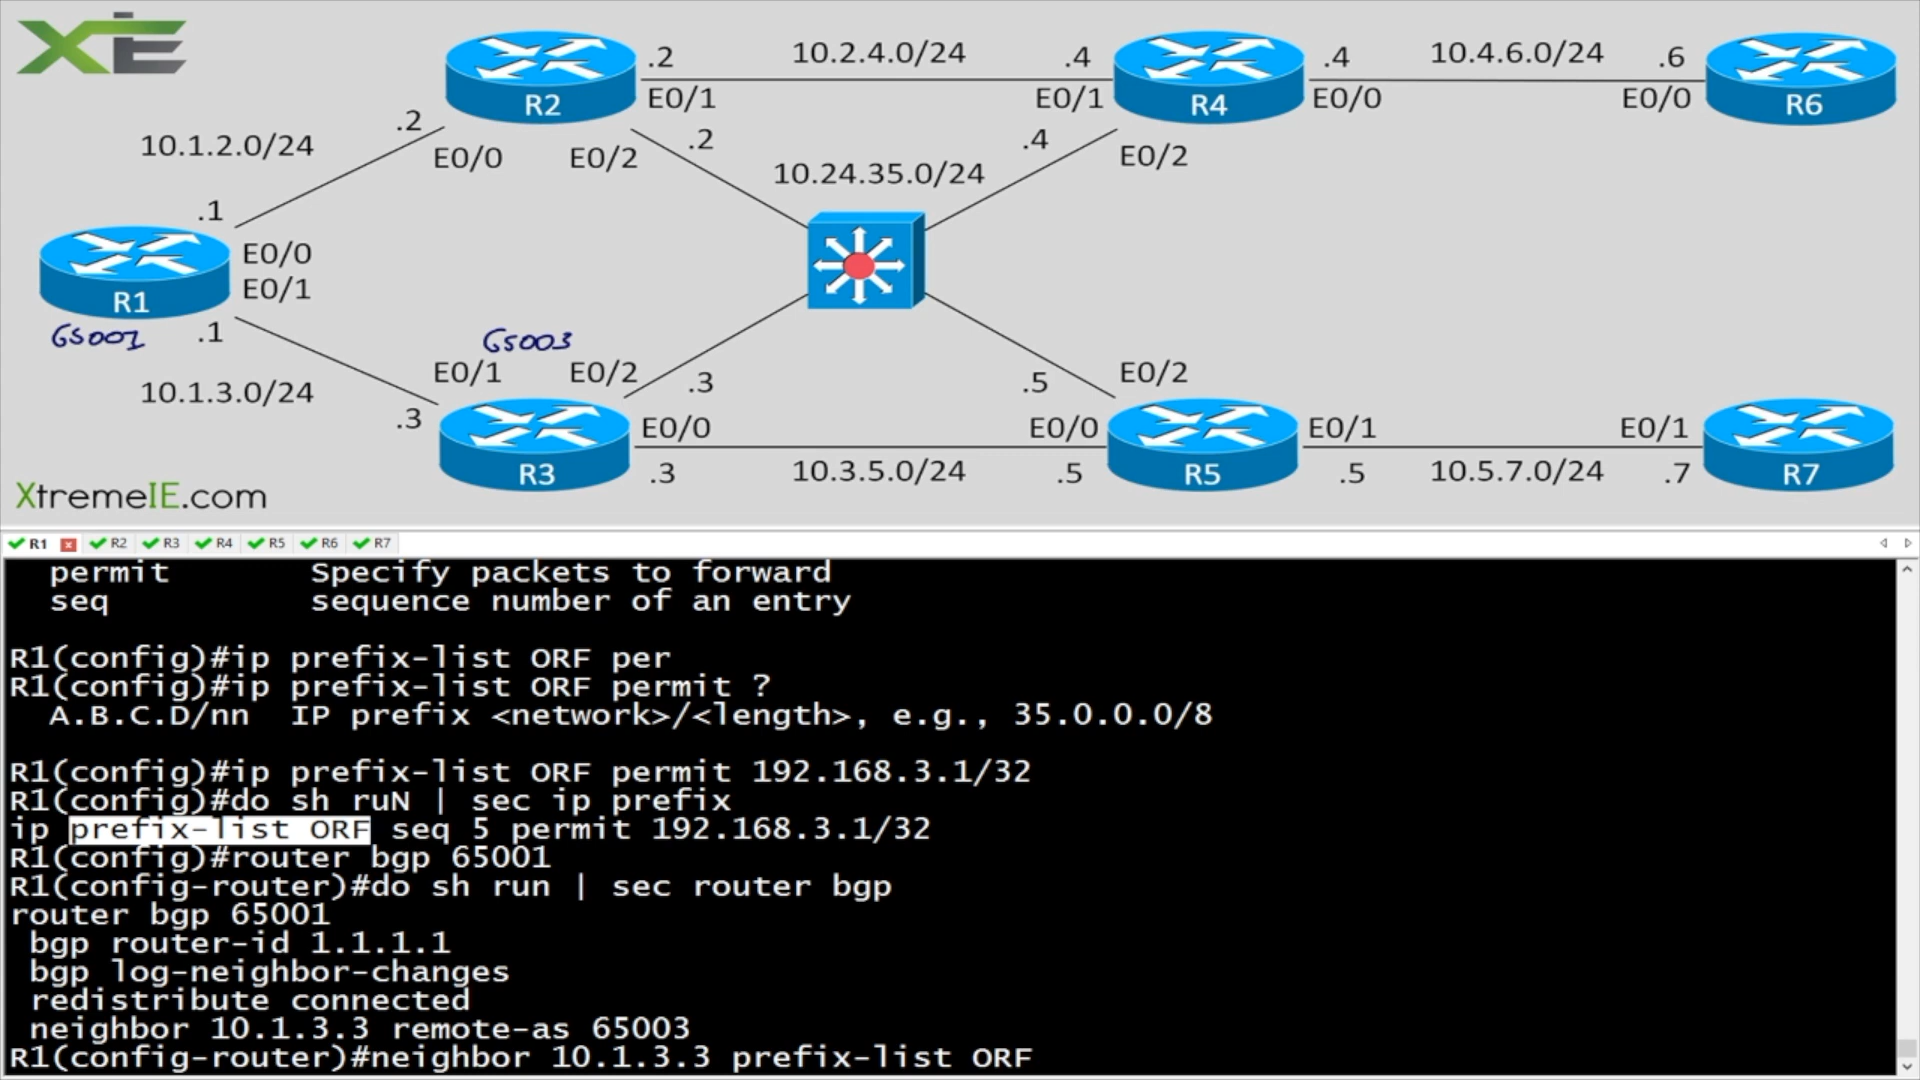 XIE
R2
.2
10.2.4.0/24
.4
R4
.4
10.4.6.0/24
.6
R6
E0/1
E0/1
E0/0
E0/0
10.1.2.0/24
.2
E0/0
E0/2
.2
.4
E0/2
10.24.35.0/24
.1
E0/0
R1
E0/1
65001
.1
65003
E0/1
E0/2
.3
.5
E0/2
10.1.3.0/24
.3
E0/0
E0/0
E0/1
E0/1
R3
.3
10.3.5.0/24
.5
R5
.5
10.5.7.0/24
.7
R7
XtremeIE.com
R1 R2 R3 R4 R5 R6 R7
permit Specify packets to forward
seq sequence number of an entry
R1(config)#ip prefix-list ORF per
R1(config)#ip prefix-list ORF permit ?
A.B.C.D/nn IP prefix <network>/<length>, e.g., 35.0.0.0/8
R1(config)#ip prefix-list ORF permit 192.168.3.1/32
R1(config)#do sh ruN | sec ip prefix
ip prefix-list ORF seq 5 permit 192.168.3.1/32
R1(config)#router bgp 65001
R1(config-router)#do sh run | sec router bgp
router bgp 65001
bgp router-id 1.1.1.1
bgp log-neighbor-changes
redistribute connected
neighbor 10.1.3.3 remote-as 65003
R1(config-router)#neighbor 10.1.3.3 prefix-list ORF